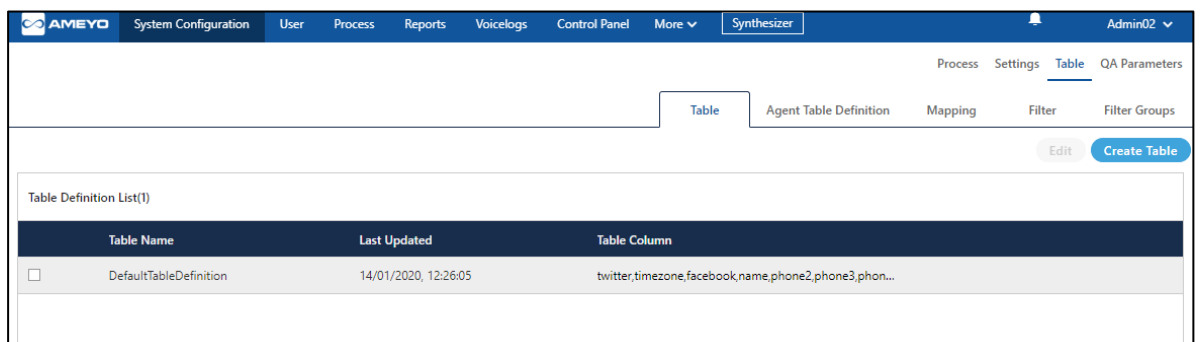 AMEYO System Configuration User Process Reports Voicelogs Control Panel More Synthesizer Admin02
Process Settings Table QA Parameters
Table Agent Table Definition Mapping Filter Filter Groups
Edit Create Table
Table Definition List(1)
Table Name Last Updated Table Column
DefaultTableDefinition 14/01/2020, 12:26:05 twitter,timezone,facebook,name,phone2,phone3,phon...